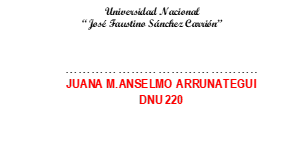 Universidad Nacional
“José Faustino Sánchez Carrión”
……………………………………
JUANA M.ANSELMO ARRUNATEGUI
DNU 220